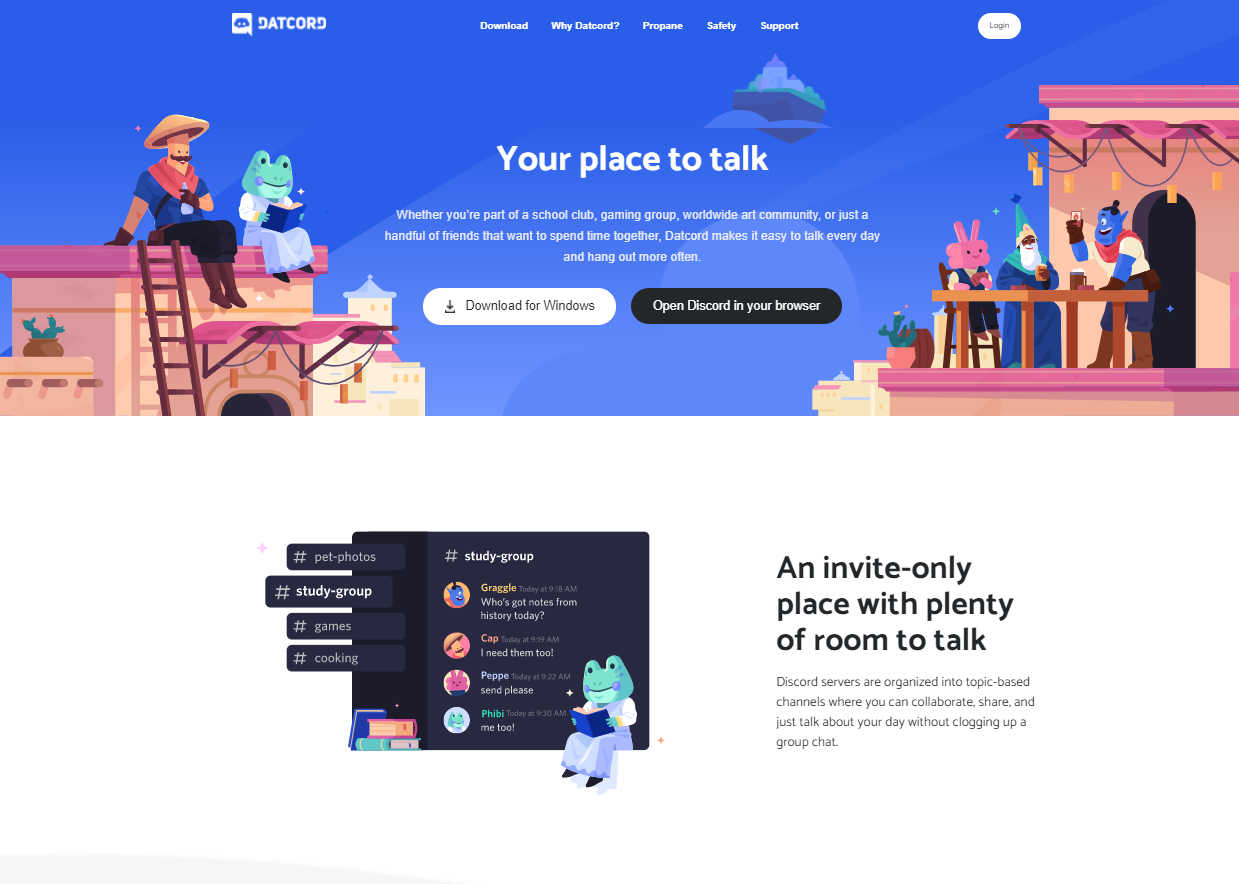 DATCORD
Download Why Datcord? Propane Safety Support
Login
Your place to talk
Whether you're part of a school club, gaming group, worldwide art community, or just a
handful of friends that want to spend time together, Datcord makes it easy to talk every day
and hang out more often.
Download for Windows
Open Discord in your browser
# pet-photos
# study-group
# games
# cooking
# study-group
Graggle Today at 9:18 AM
Who's got notes from
history today?
Cap Today at 9:19 AM
I need them too!
Peppe Today at 9:22 AM
send please
Phibi Today at 9:30 AM
me too!
An invite-only
place with plenty
of room to talk
Discord servers are organized into topic-based
channels where you can collaborate, share, and
just talk about your day without clogging up a
group chat.